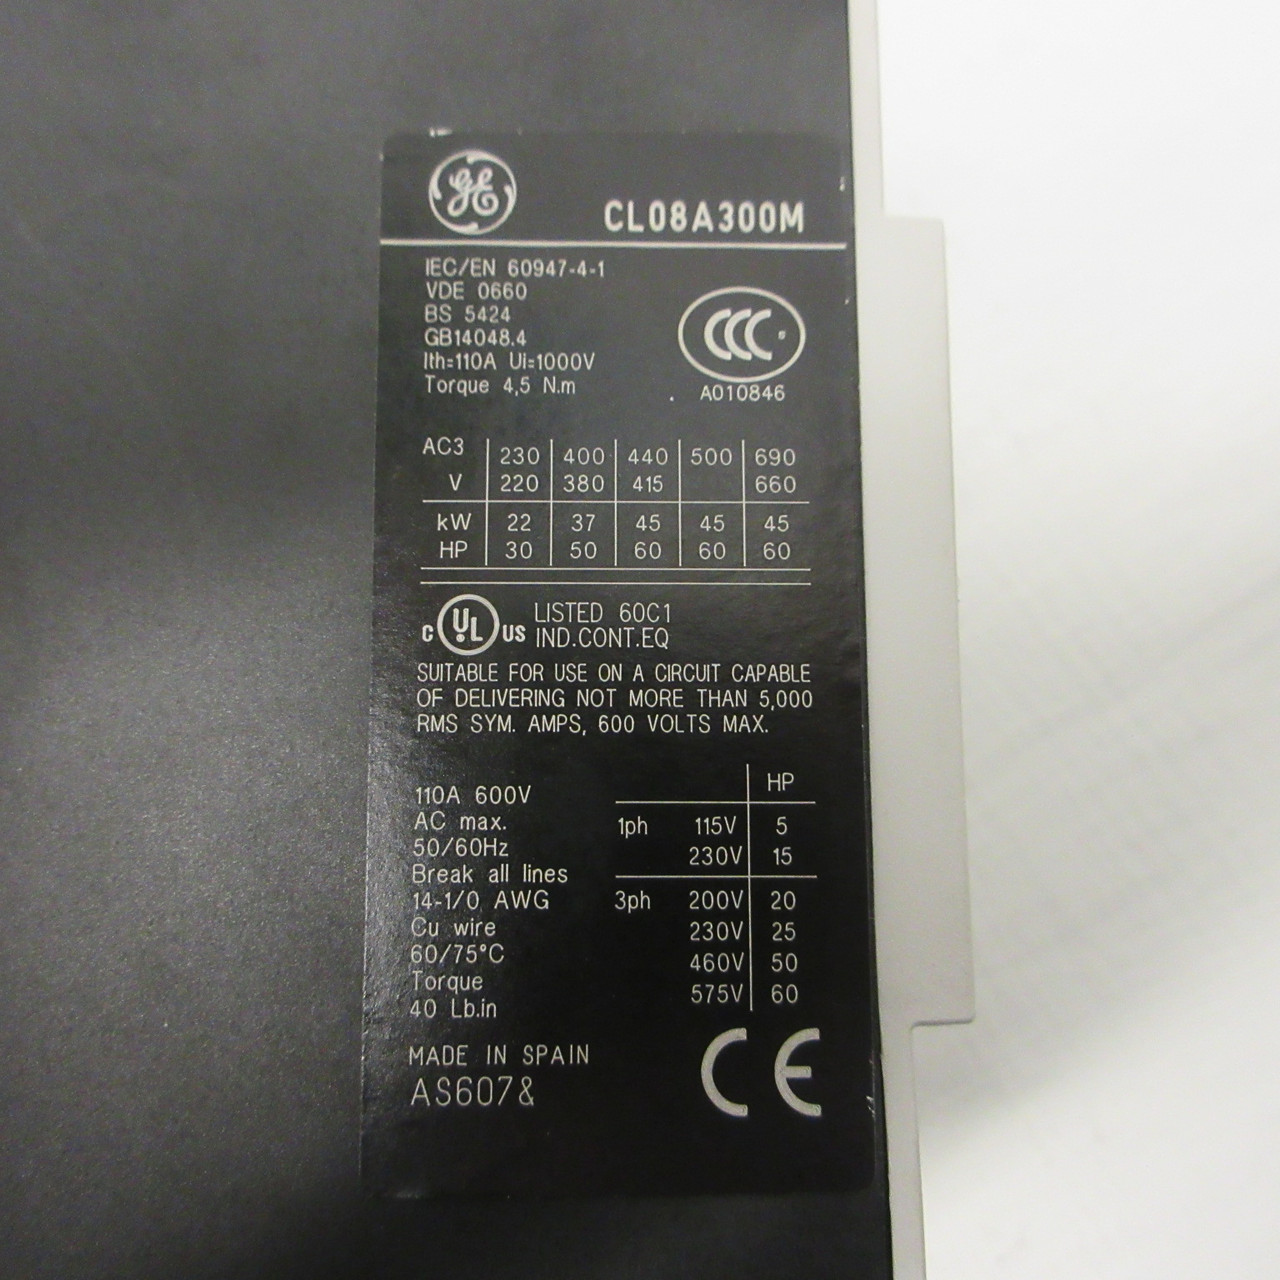 GE
CL08A300M
IEC/EN 60947-4-1
VDE 0660
BS 5424
GB14048.4
Ith=110A Ui=1000V
Torque 4,5 N.m
CCC
A010846
AC3 230 400 440 500 690
V 220 380 415 660
kW 22 37 45 45 45
HP 30 50 60 60 60
C UL US LISTED 60C1
IND.CONT.EQ
SUITABLE FOR USE ON A CIRCUIT CAPABLE
OF DELIVERING NOT MORE THAN 5,000
RMS SYM. AMPS, 600 VOLTS MAX.
110A 600V
AC max.
50/60Hz
Break all lines
14-1/0 AWG
Cu wire
60/75°C
Torque
40 Lb.in
HP
1ph 115V 5
230V 15
3ph 200V 20
230V 25
460V 50
575V 60
MADE IN SPAIN
AS607&
CE